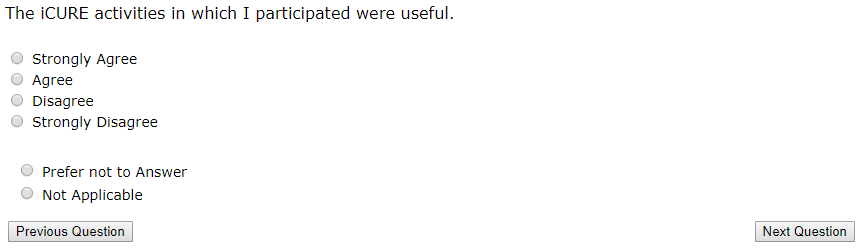 The iCURE activities in which I participated were useful.
Strongly Agree
Agree
Disagree
Strongly Disagree
Prefer not to Answer
Not Applicable
Previous Question
Next Question